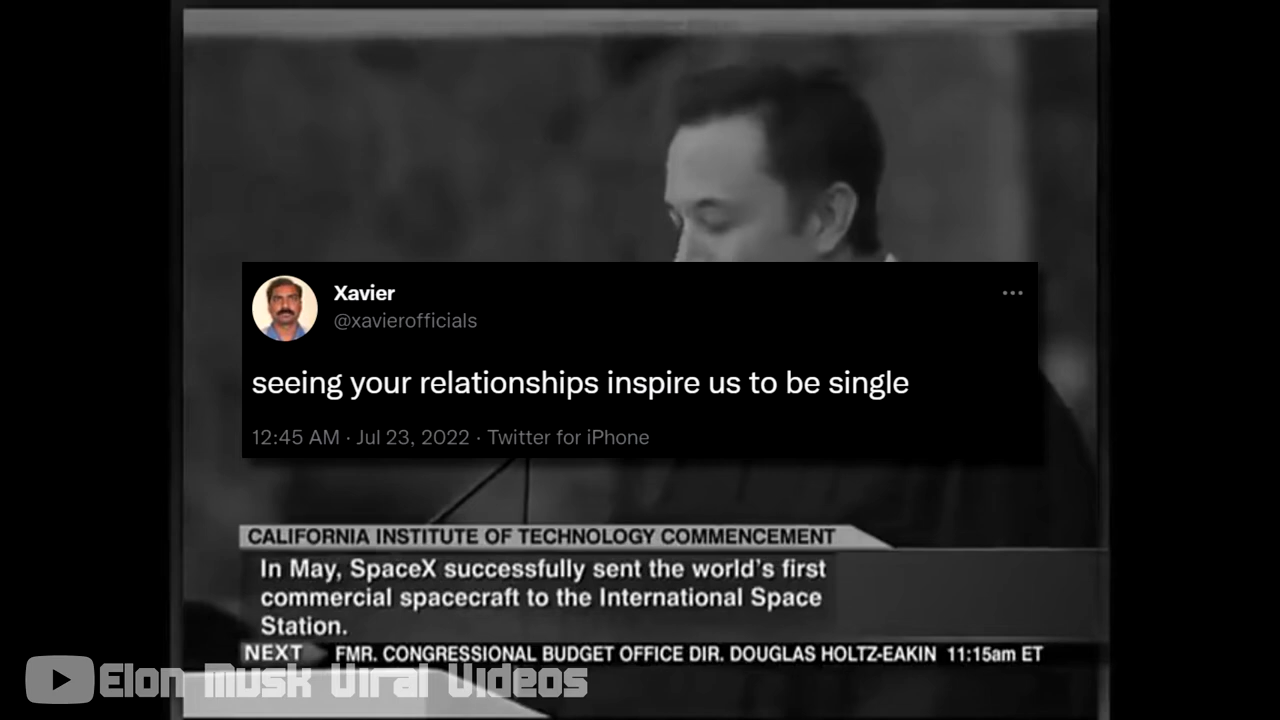 Xavier
@xavierofficials
...
seeing your relationships inspire us to be single
12:45 AM · Jul 23, 2022 · Twitter for iPhone
CALIFORNIA INSTITUTE OF TECHNOLOGY COMMENCEMENT
In May, SpaceX successfully sent the world's first
commercial spacecraft to the International Space
Station.
NEXT FMR. CONGRESSIONAL BUDGET OFFICE DIR. DOUGLAS HOLTZ-EAKIN 11:15am ET
Elon Musk Viral Videos